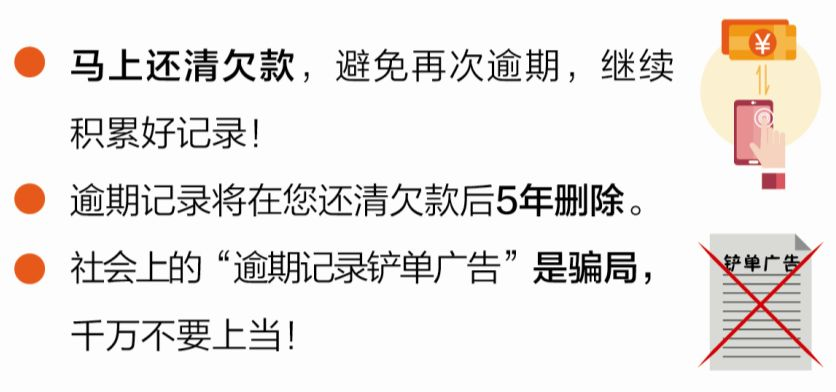 马上还清欠款，避免再次逾期，继续
积累好记录！
逾期记录将在您还清欠款后5年删除。
社会上的“逾期记录铲单广告”是骗局，
千万不要上当！
¥
铲单广告